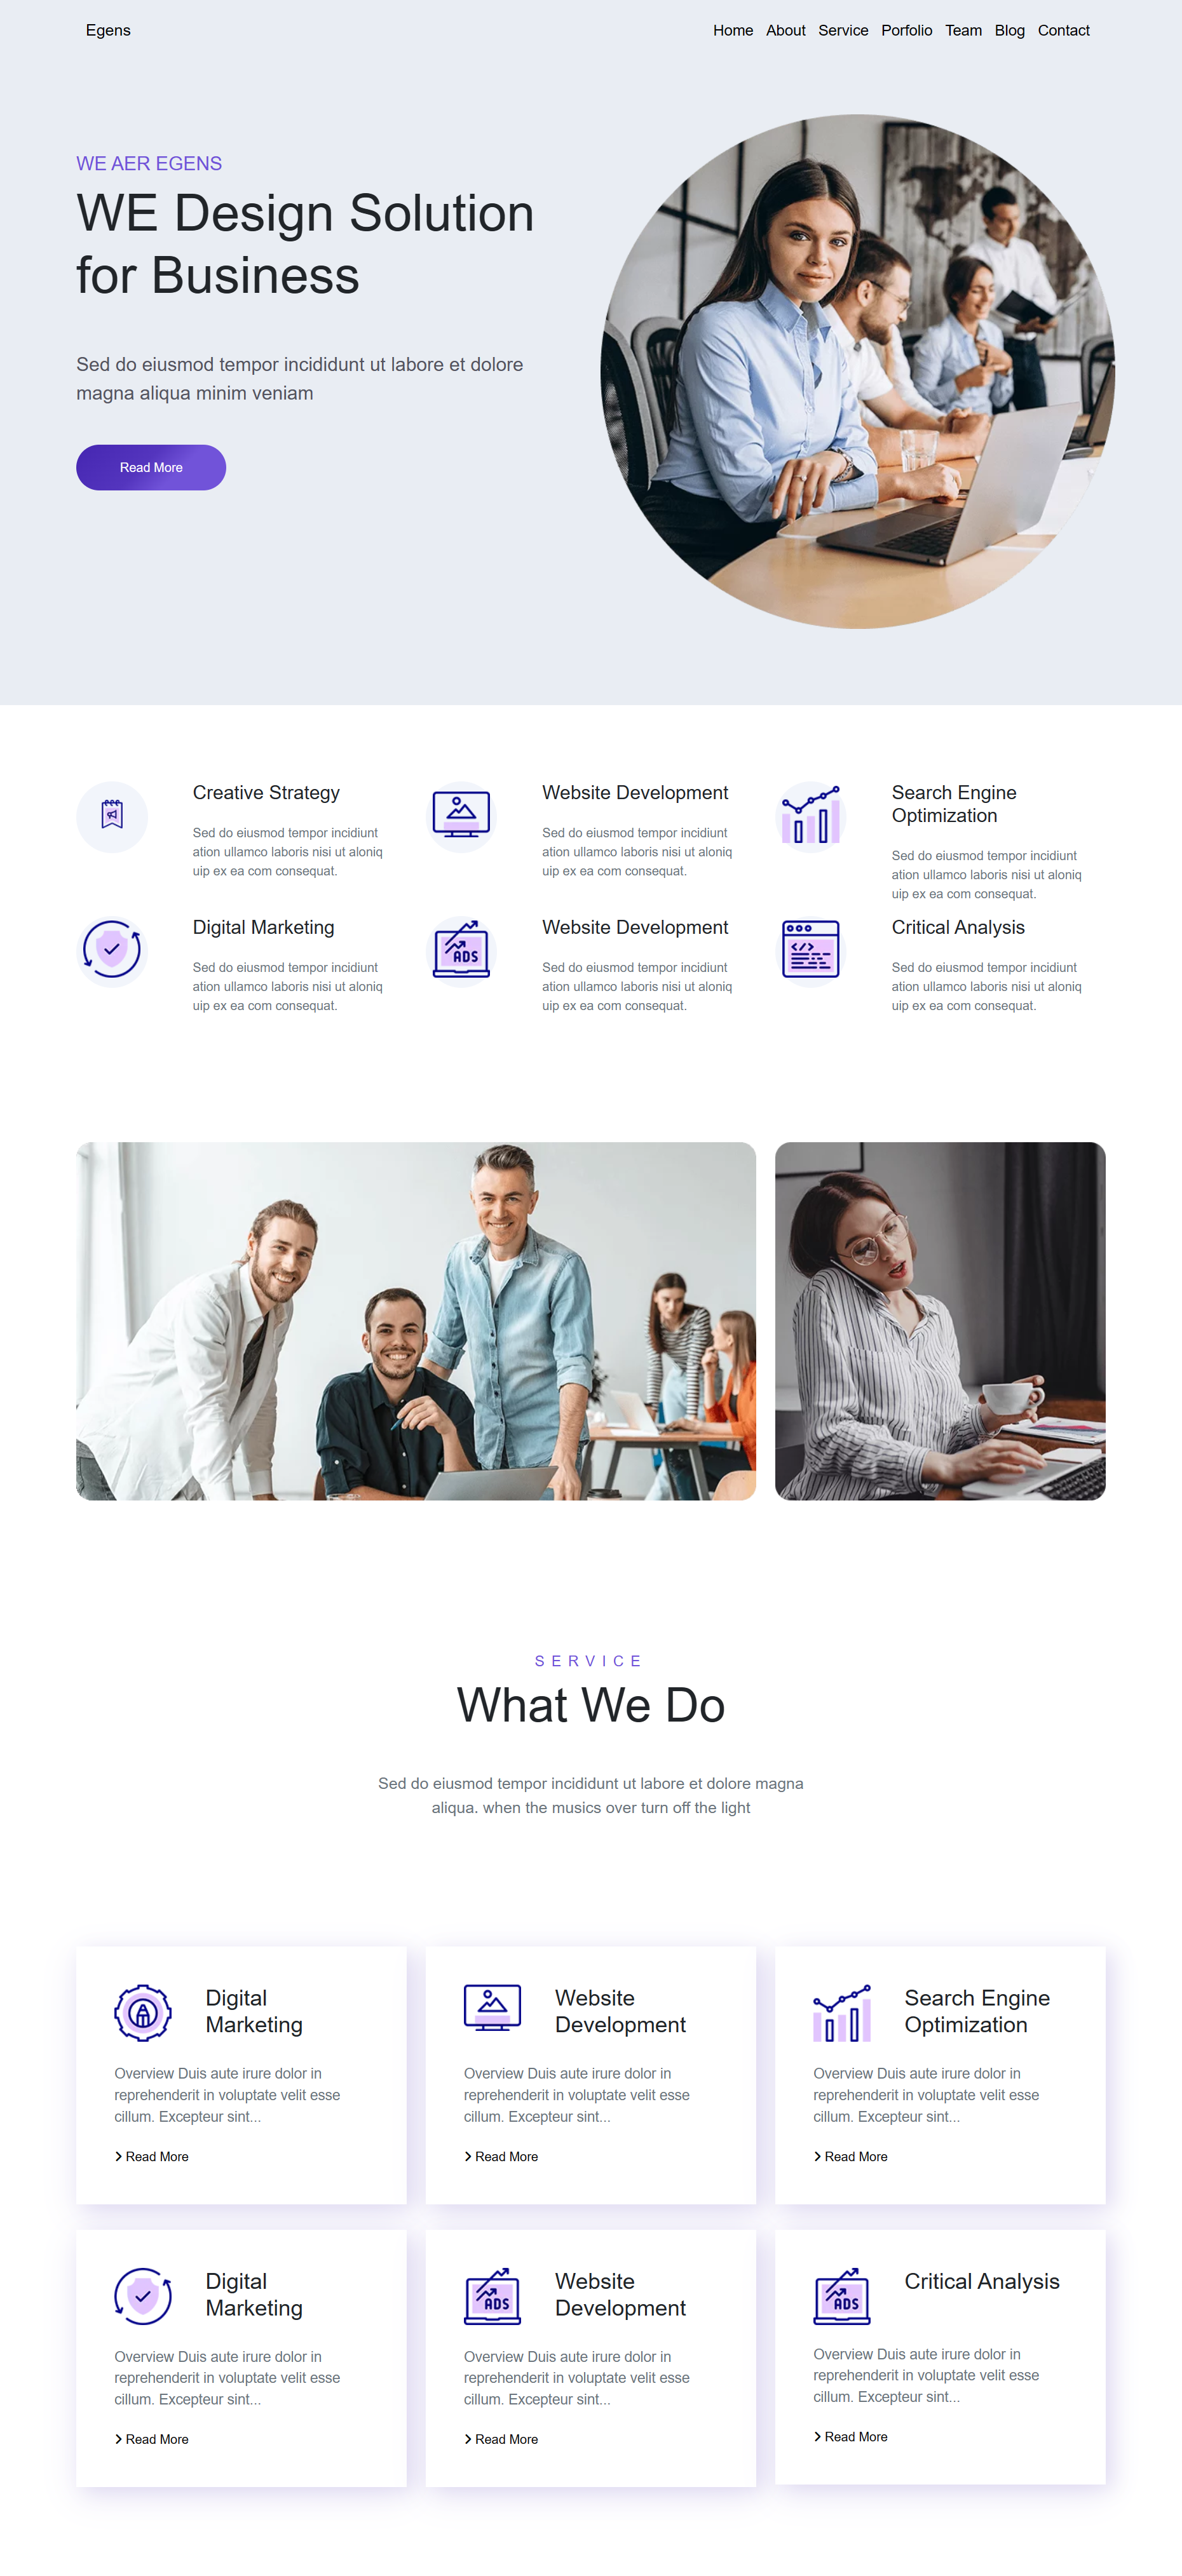 Egens
Home About Service Porfolio Team Blog Contact
WE AER EGENS
WE Design Solution
for Business
Sed do eiusmod tempor incididunt ut labore et dolore
magna aliqua minim veniam
Read More
Creative Strategy
Sed do eiusmod tempor incidiunt
ation ullamco laboris nisi ut aloniq
uip ex ea com consequat.
Website Development
Sed do eiusmod tempor incidiunt
ation ullamco laboris nisi ut aloniq
uip ex ea com consequat.
Search Engine
Optimization
Sed do eiusmod tempor incidiunt
ation ullamco laboris nisi ut aloniq
uip ex ea com consequat.
Digital Marketing
Sed do eiusmod tempor incidiunt
ation ullamco laboris nisi ut aloniq
uip ex ea com consequat.
ADS
Website Development
Sed do eiusmod tempor incidiunt
ation ullamco laboris nisi ut aloniq
uip ex ea com consequat.
</>
Critical Analysis
Sed do eiusmod tempor incidiunt
ation ullamco laboris nisi ut aloniq
uip ex ea com consequat.
SERVICE
What We Do
Sed do eiusmod tempor incididunt ut labore et dolore magna
aliqua. when the musics over turn off the light
Digital
Marketing
Overview Duis aute irure dolor in
reprehenderit in voluptate velit esse
cillum. Excepteur sint...
Read More
Website
Development
Overview Duis aute irure dolor in
reprehenderit in voluptate velit esse
cillum. Excepteur sint...
Read More
Search Engine
Optimization
Overview Duis aute irure dolor in
reprehenderit in voluptate velit esse
cillum. Excepteur sint...
Read More
Digital
Marketing
Overview Duis aute irure dolor in
reprehenderit in voluptate velit esse
cillum. Excepteur sint...
Read More
ADS
Website
Development
Overview Duis aute irure dolor in
reprehenderit in voluptate velit esse
cillum. Excepteur sint...
Read More
ADS
Critical Analysis
Overview Duis aute irure dolor in
reprehenderit in voluptate velit esse
cillum. Excepteur sint...
Read More